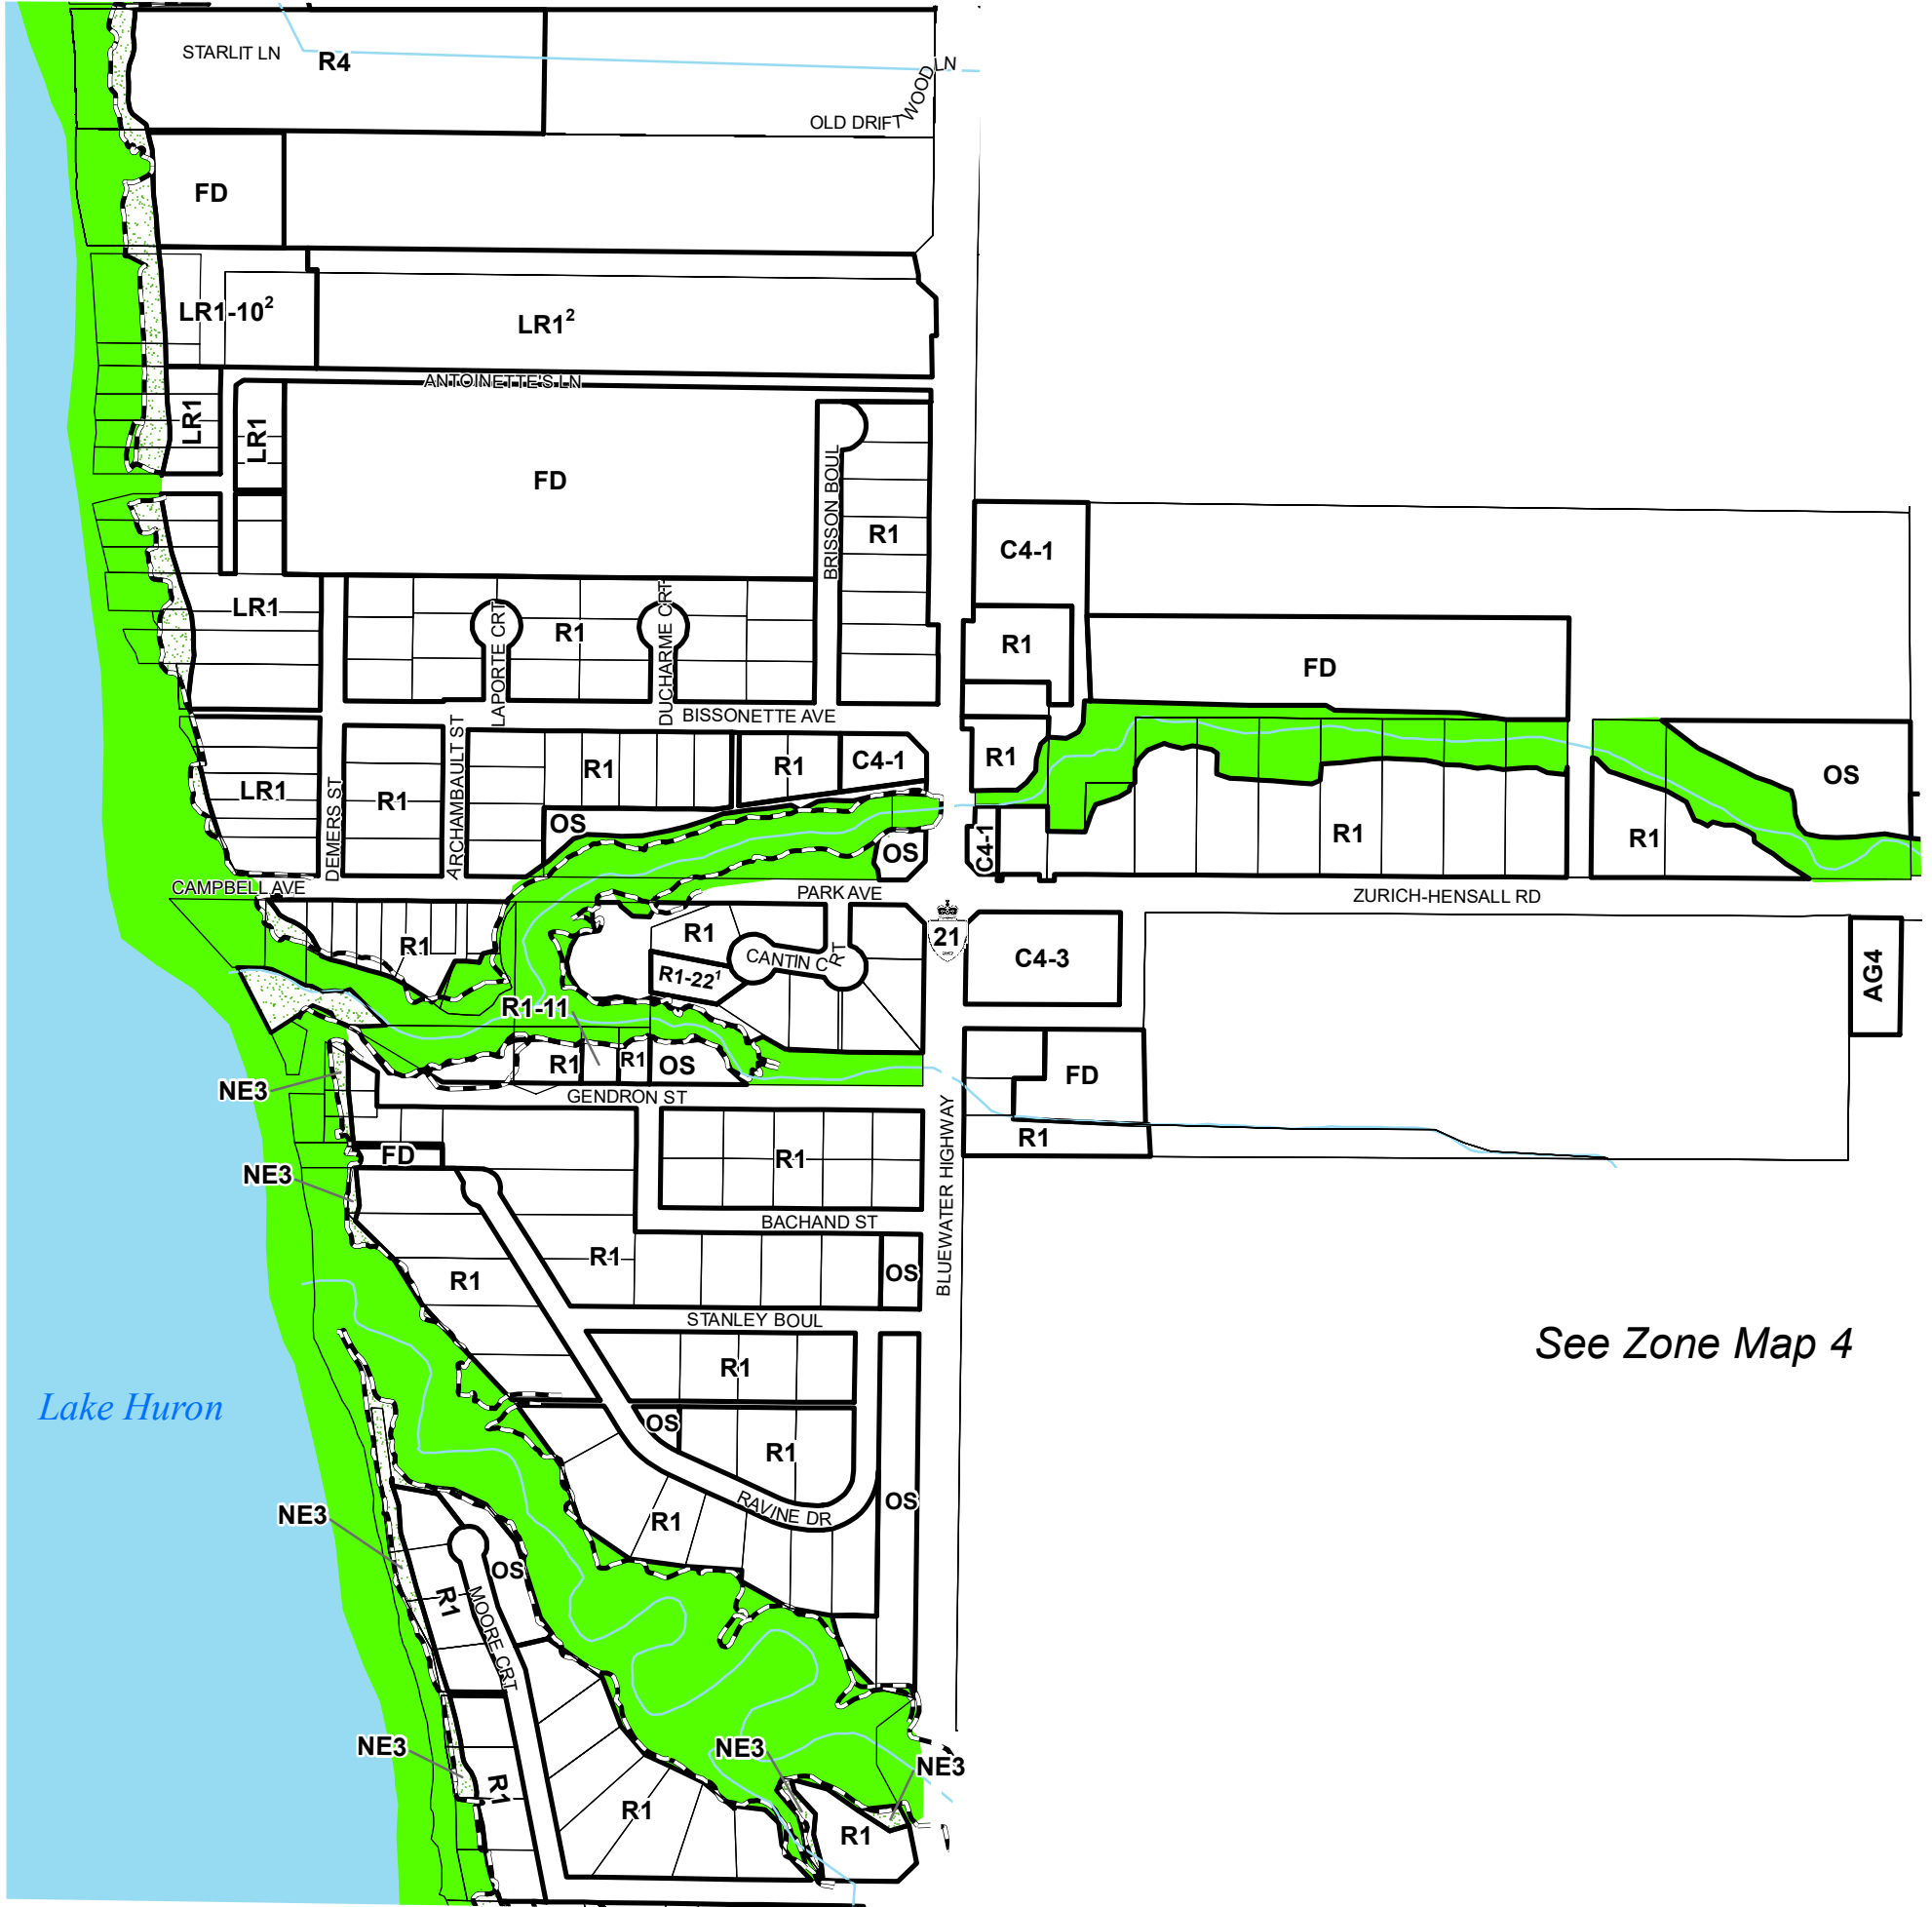 STARLIT LN
R4
WOOD LN
OLD DRIFT
FD
LR1-10²
LR1²
ANTOINETTE'S LN
LR1
LR1
FD
BRISSON BOUL
R1
C4-1
LR1
LAPORTE CRT
R1
DUCHARME CRT
R1
FD
BISSONETTE AVE
LR1
DEMERS ST
R1
ARCHAMBAULT ST
R1
R1
C4-1
R1
OS
OS
OS
C4-1
R1
R1
CAMPBELL AVE
PARK AVE
ZURICH-HENSALL RD
R1
R1
R1-22¹
CANTIN CRT
21
C4-3
AG4
R1-11
R1
R1
OS
FD
NE3
GENDRON ST
R1
FD
R1
NE3
BACHAND ST
BLUEWATER HIGHWAY
R1
R1
OS
STANLEY BOUL
See Zone Map 4
R1
Lake Huron
OS
R1
NE3
R1
RAVINE DR
OS
OS
R1
MOORE CRT
NE3
NE3
NE3
R1
R1
R1